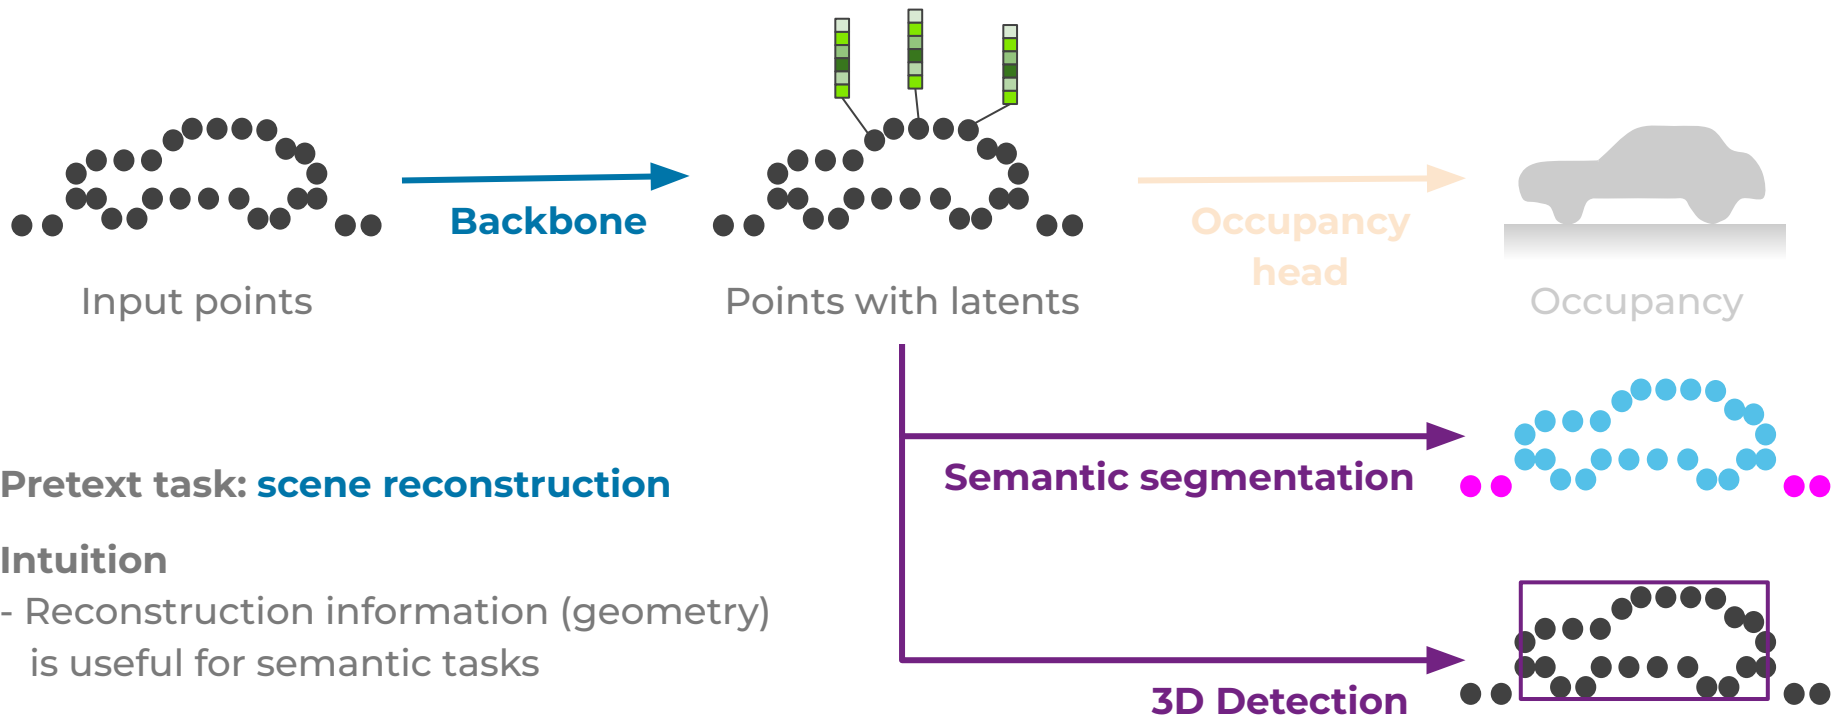 Backbone
Occupancy
head
Input points
Points with latents
Occupancy
Pretext task: scene reconstruction
Semantic segmentation
Intuition
- Reconstruction information (geometry)
is useful for semantic tasks
3D Detection